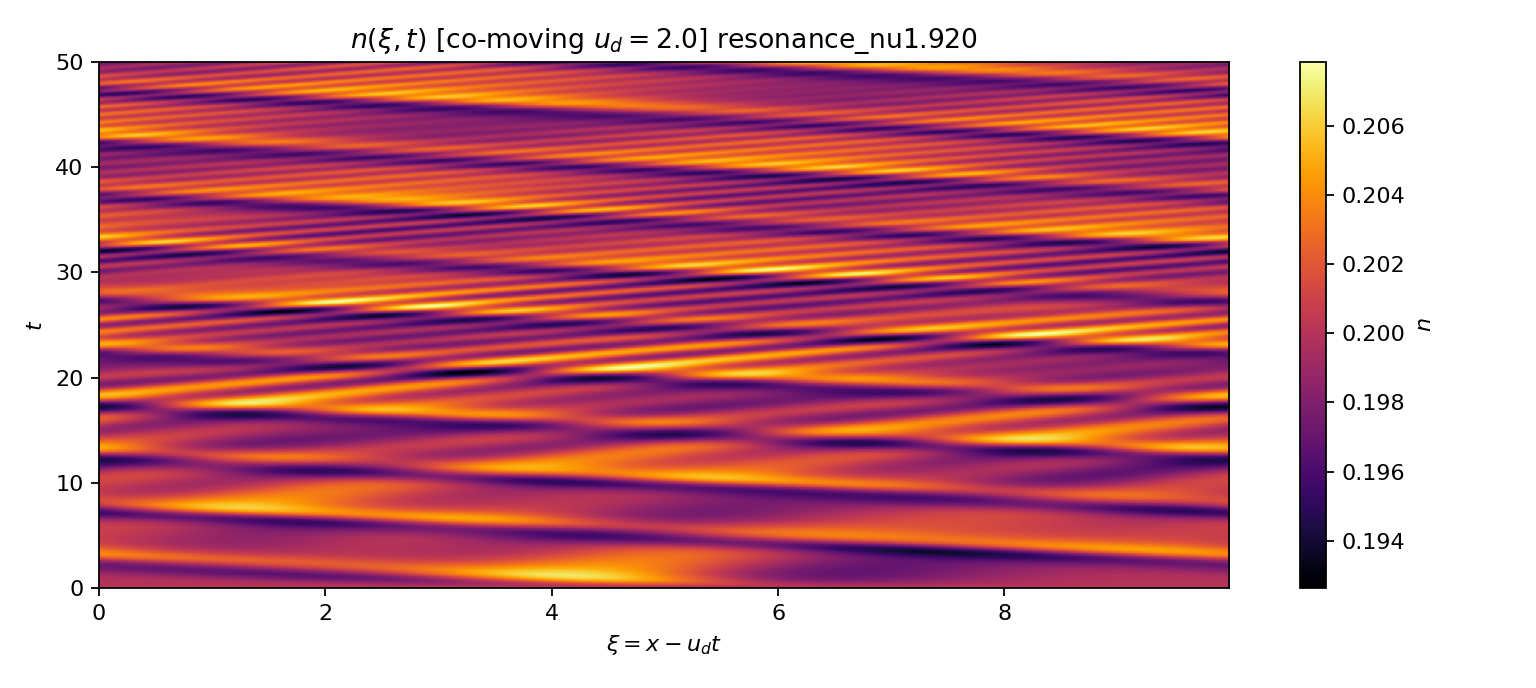 n(ξ, t) [co-moving u_d = 2.0] resonance_nu1.920
50
40
30
20
10
0
t
0 2 4 6 8
ξ = x − u_d t
0.206
0.204
0.202
0.200
0.198
0.196
0.194
n